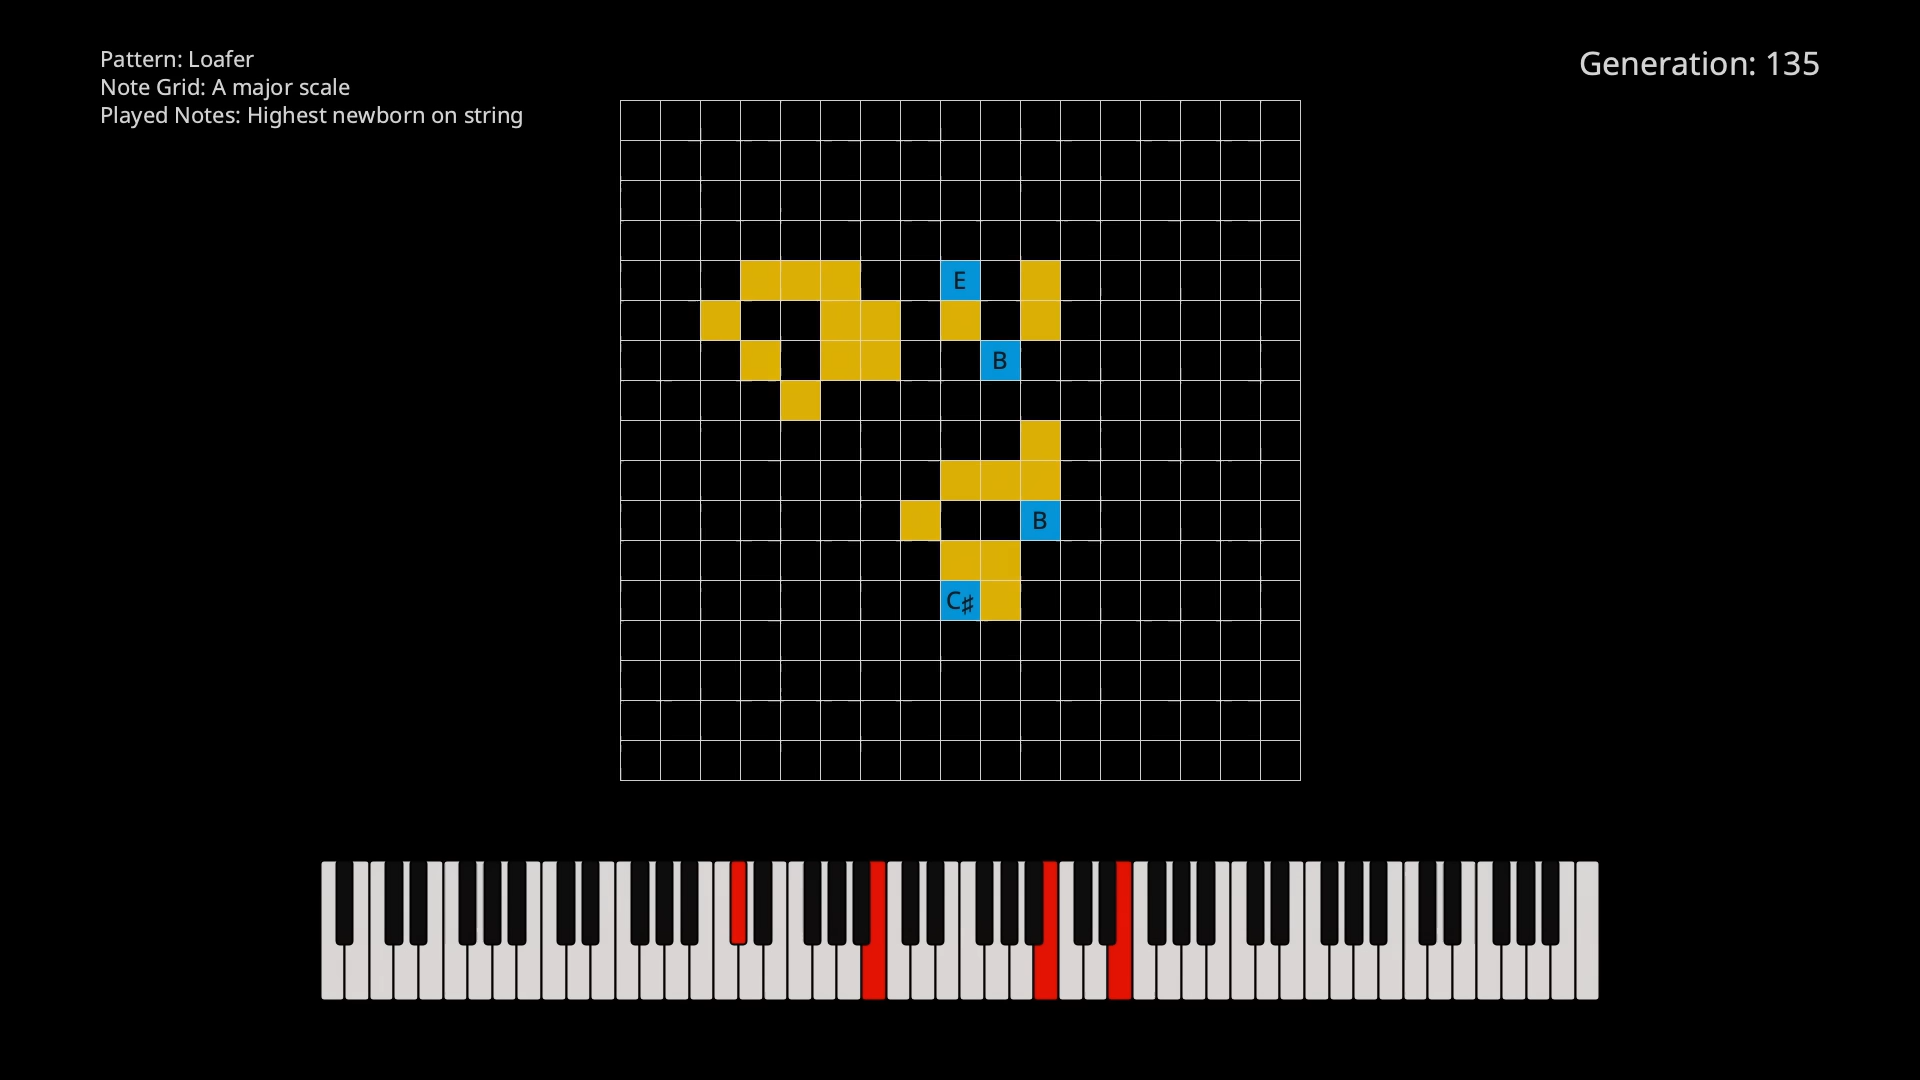 Pattern: Loafer
Note Grid: A major scale
Played Notes: Highest newborn on string
Generation: 135
E
B
B
C♯